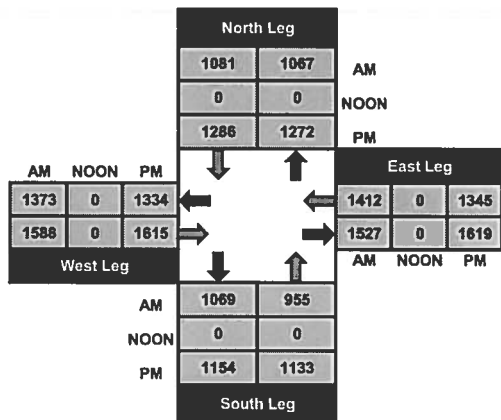 North Leg
1081 1067 AM
0 0 NOON
1286 1272 PM
AM NOON PM
East Leg
1373 0 1334
1412 0 1345
1588 0 1615
1527 0 1619
West Leg
AM NOON PM
AM 1069 955
NOON 0 0
PM 1154 1133
South Leg